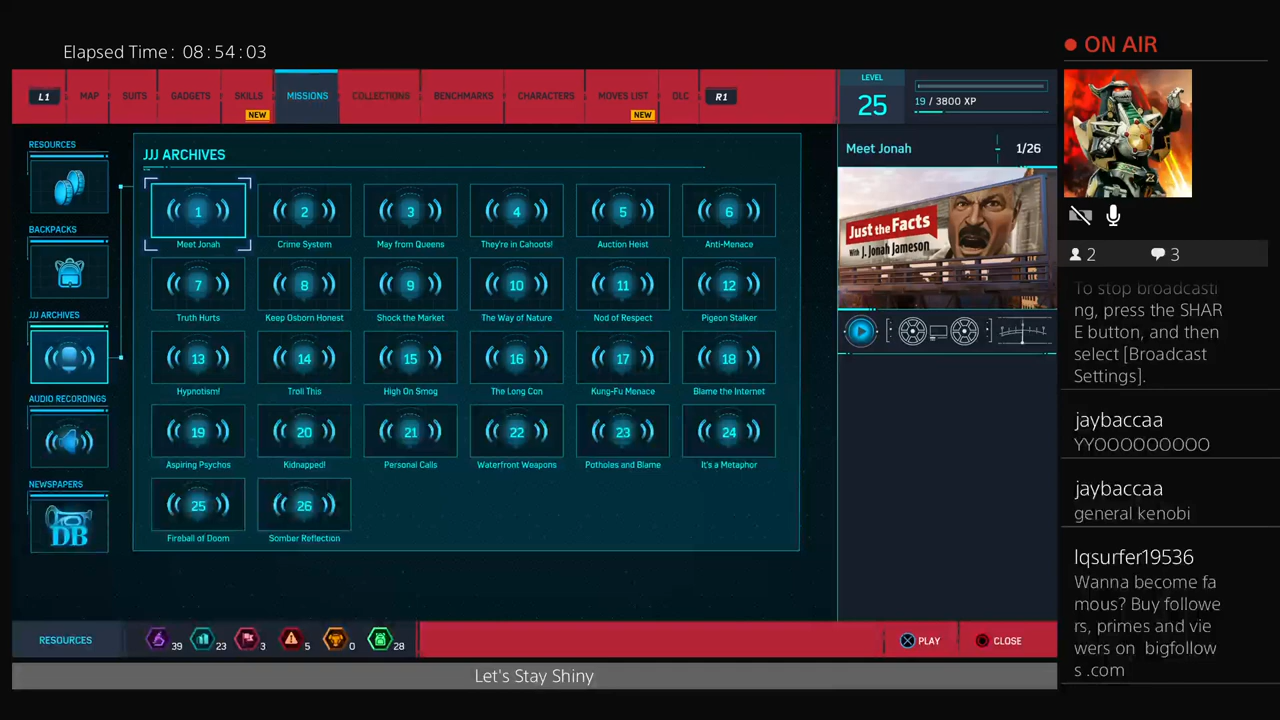 Elapsed Time: 08:54:03
ON AIR
L1 MAP SUITS GADGETS SKILLS MISSIONS COLLECTIONS BENCHMARKS CHARACTERS MOVES LIST DLC R1
NEW NEW
LEVEL
25
19 / 3800 XP
RESOURCES
BACKPACKS
JJJ ARCHIVES
AUDIO RECORDINGS
NEWSPAPERS
DB
JJJ ARCHIVES
1 2 3 4 5 6
Meet Jonah Crime System May from Queens They're in Cahoots! Auction Heist Anti-Menace
7 8 9 10 11 12
Truth Hurts Keep Osborn Honest Shock the Market The Way of Nature Nod of Respect Pigeon Stalker
13 14 15 16 17 18
Hypnotism! Troll This High On Smog The Long Con Kung-Fu Menace Blame the Internet
19 20 21 22 23 24
Aspiring Psychos Kidnapped! Personal Calls Waterfront Weapons Potholes and Blame It's a Metaphor
25 26
Fireball of Doom Somber Reflection
Meet Jonah 1/26
Just the Facts
With J. Jonah Jameson
RESOURCES 39 23 3 5 0 28
PLAY CLOSE
Let's Stay Shiny
2 3
To stop broadcasti
ng, press the SHAR
E button, and then
select [Broadcast
Settings].
jaybaccaa
YYOOOOOOOOO
jaybaccaa
general kenobi
lqsurfer19536
Wanna become fa
mous? Buy followe
rs, primes and vie
wers on bigfollow
s .com